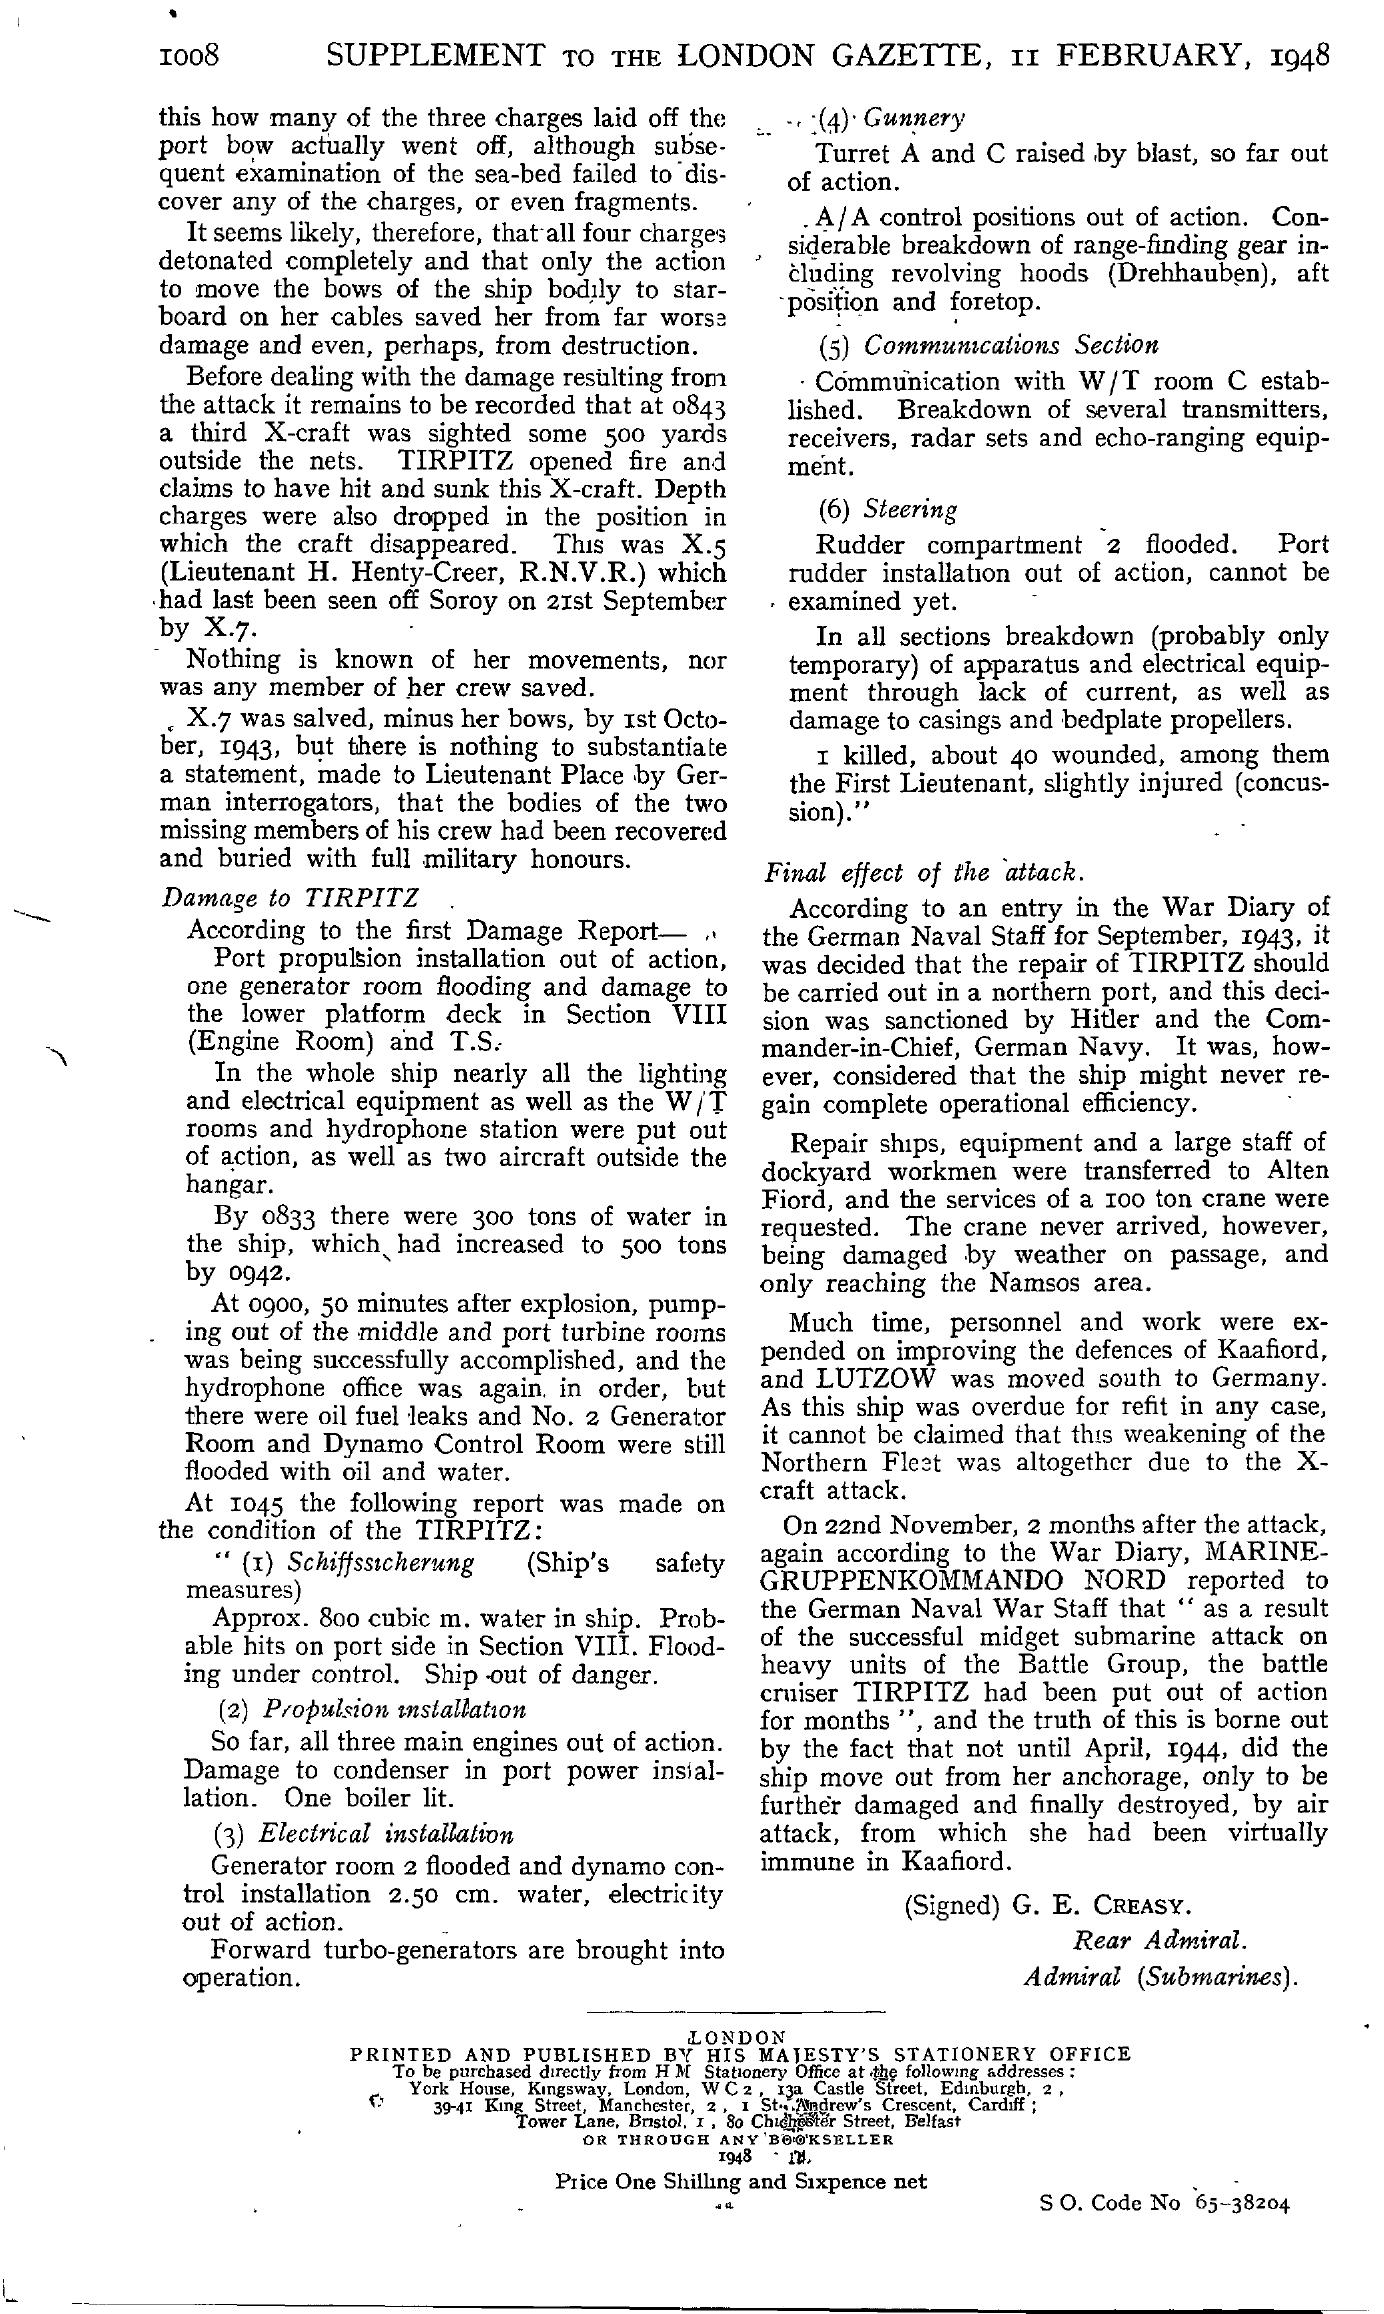 1008 SUPPLEMENT TO THE LONDON GAZETTE, 11 FEBRUARY, 1948
this how many of the three charges laid off the
port bow actually went off, although subse-
quent examination of the sea-bed failed to dis-
cover any of the charges, or even fragments.
It seems likely, therefore, that all four charges
detonated completely and that only the action
to move the bows of the ship bodily to star-
board on her cables saved her from far worse
damage and even, perhaps, from destruction.
Before dealing with the damage resulting from
the attack it remains to be recorded that at 0843
a third X-craft was sighted some 500 yards
outside the nets. TIRPITZ opened fire and
claims to have hit and sunk this X-craft. Depth
charges were also dropped in the position in
which the craft disappeared. This was X.5
(Lieutenant H. Henty-Creer, R.N.V.R.) which
had last been seen off Soroy on 21st September
by X.7.
Nothing is known of her movements, nor
was any member of her crew saved.
X.7 was salved, minus her bows, by 1st Octo-
ber, 1943, but there is nothing to substantiate
a statement, made to Lieutenant Place by Ger-
man interrogators, that the bodies of the two
missing members of his crew had been recovered
and buried with full military honours.
Damage to TIRPITZ
According to the first Damage Report—
Port propulsion installation out of action,
one generator room flooding and damage to
the lower platform deck in Section VIII
(Engine Room) and T.S.
In the whole ship nearly all the lighting
and electrical equipment as well as the W/T
rooms and hydrophone station were put out
of action, as well as two aircraft outside the
hangar.
By 0833 there were 300 tons of water in
the ship, which had increased to 500 tons
by 0942.
At 0900, 50 minutes after explosion, pump-
ing out of the middle and port turbine rooms
was being successfully accomplished, and the
hydrophone office was again in order, but
there were oil fuel leaks and No. 2 Generator
Room and Dynamo Control Room were still
flooded with oil and water.
At 1045 the following report was made on
the condition of the TIRPITZ:
" (1) Schiffssicherung (Ship's safety
measures)
Approx. 800 cubic m. water in ship. Prob-
able hits on port side in Section VIII. Flood-
ing under control. Ship out of danger.
(2) Propulsion installation
So far, all three main engines out of action.
Damage to condenser in port power instal-
lation. One boiler lit.
(3) Electrical installation
Generator room 2 flooded and dynamo con-
trol installation 2.50 cm. water, electricity
out of action.
Forward turbo-generators are brought into
operation.
(4) Gunnery
Turret A and C raised by blast, so far out
of action.
A/A control positions out of action. Con-
siderable breakdown of range-finding gear in-
cluding revolving hoods (Drehhauben), aft
position and foretop.
(5) Communications Section
Communication with W/T room C estab-
lished. Breakdown of several transmitters,
receivers, radar sets and echo-ranging equip-
ment.
(6) Steering
Rudder compartment 2 flooded. Port
rudder installation out of action, cannot be
examined yet.
In all sections breakdown (probably only
temporary) of apparatus and electrical equip-
ment through lack of current, as well as
damage to casings and bedplate propellers.
1 killed, about 40 wounded, among them
the First Lieutenant, slightly injured (concus-
sion)."
Final effect of the attack.
According to an entry in the War Diary of
the German Naval Staff for September, 1943, it
was decided that the repair of TIRPITZ should
be carried out in a northern port, and this deci-
sion was sanctioned by Hitler and the Com-
mander-in-Chief, German Navy. It was, how-
ever, considered that the ship might never re-
gain complete operational efficiency.
Repair ships, equipment and a large staff of
dockyard workmen were transferred to Alten
Fiord, and the services of a 100 ton crane were
requested. The crane never arrived, however,
being damaged by weather on passage, and
only reaching the Namsos area.
Much time, personnel and work were ex-
pended on improving the defences of Kaafiord,
and LUTZOW was moved south to Germany.
As this ship was overdue for refit in any case,
it cannot be claimed that this weakening of the
Northern Fleet was altogether due to the X-
craft attack.
On 22nd November, 2 months after the attack,
again according to the War Diary, MARINE-
GRUPPENKOMMANDO NORD reported to
the German Naval War Staff that " as a result
of the successful midget submarine attack on
heavy units of the Battle Group, the battle
cruiser TIRPITZ had been put out of action
for months ", and the truth of this is borne out
by the fact that not until April, 1944, did the
ship move out from her anchorage, only to be
further damaged and finally destroyed, by air
attack, from which she had been virtually
immune in Kaafiord.
(Signed) G. E. CREASY.
Rear Admiral.
Admiral (Submarines).
LONDON
PRINTED AND PUBLISHED BY HIS MAJESTY'S STATIONERY OFFICE
To be purchased directly from H M Stationery Office at the following addresses :
York House, Kingsway, London, W C 2, 13a Castle Street, Edinburgh, 2,
39-41 King Street, Manchester, 2, 1 St. Andrew's Crescent, Cardiff;
Tower Lane, Bristol, 1, 80 Chichester Street, Belfast
OR THROUGH ANY BOOKSELLER
1948
Price One Shilling and Sixpence net
S O. Code No 65-38204